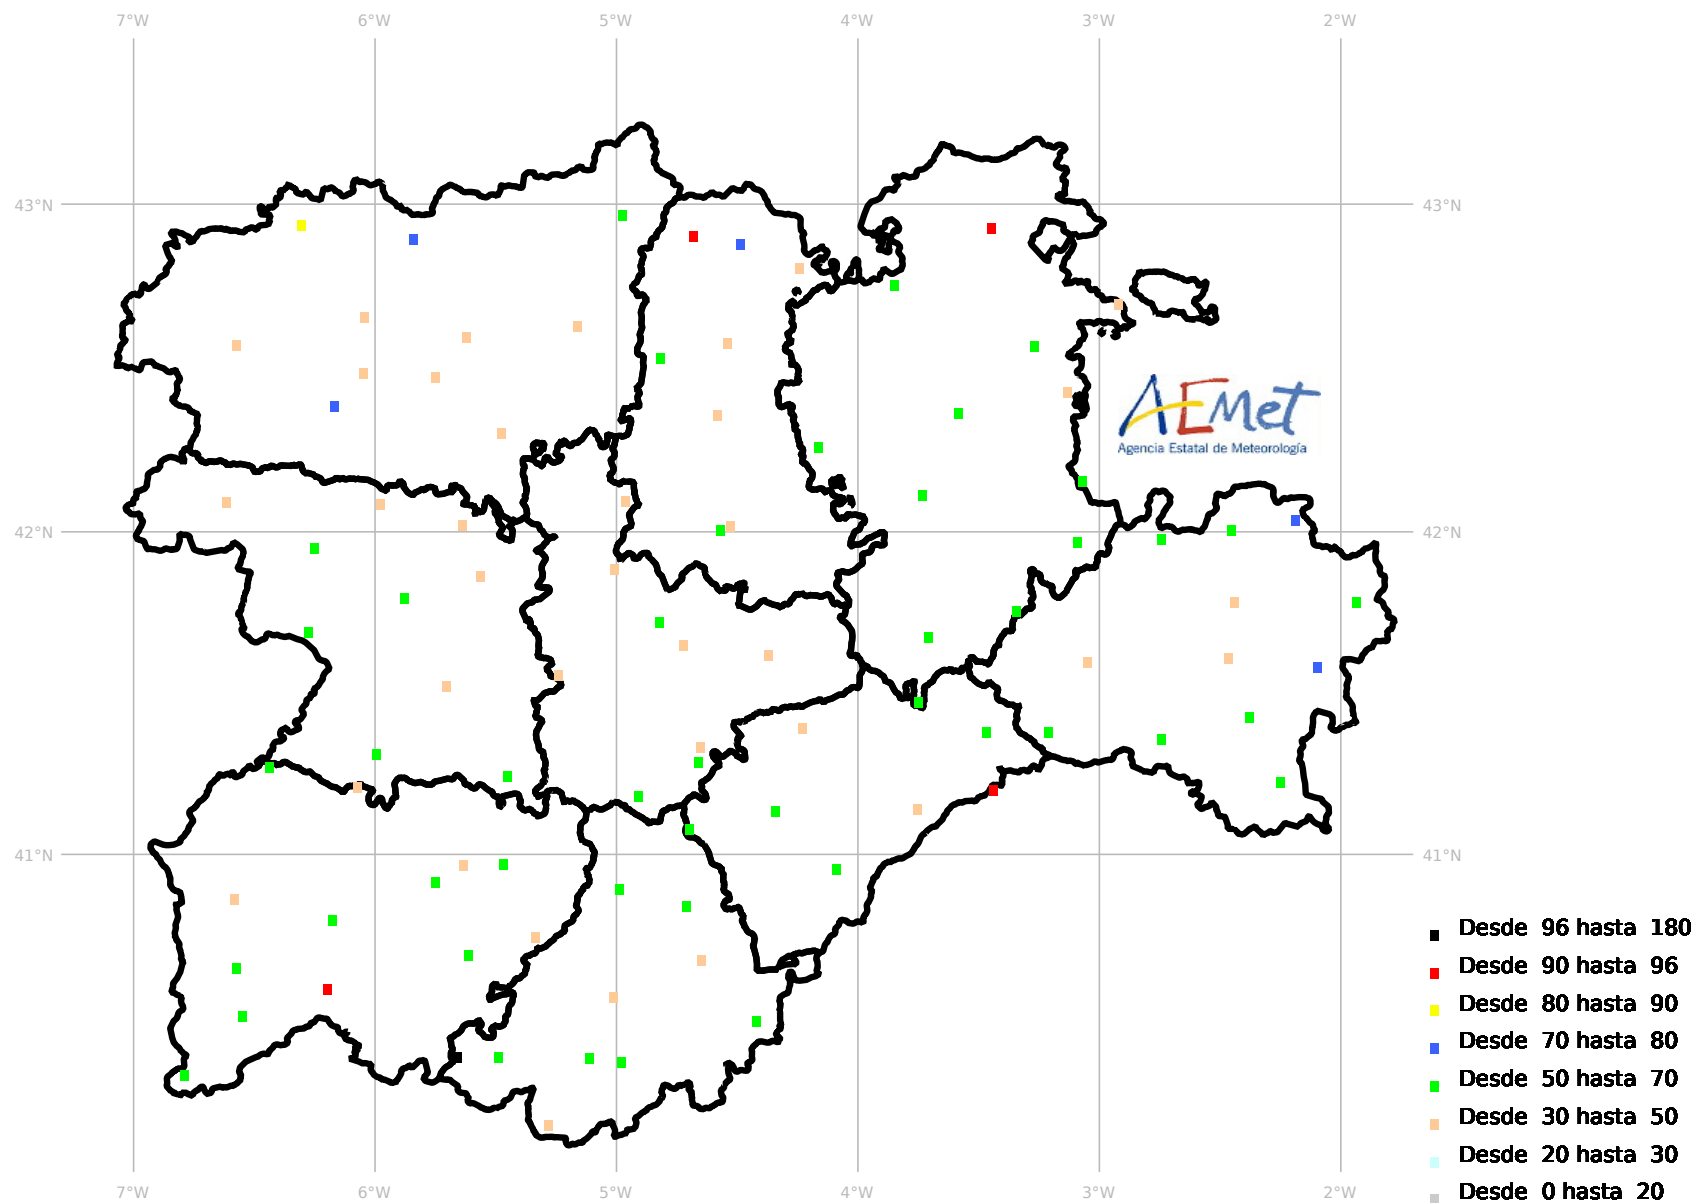 7°W 6°W 5°W 4°W 3°W 2°W
43°N 43°N
AEMet
Agencia Estatal de Meteorología
42°N 42°N
41°N 41°N
Desde 96 hasta 180
Desde 90 hasta 96
Desde 80 hasta 90
Desde 70 hasta 80
Desde 50 hasta 70
Desde 30 hasta 50
Desde 20 hasta 30
Desde 0 hasta 20
7°W 6°W 5°W 4°W 3°W 2°W